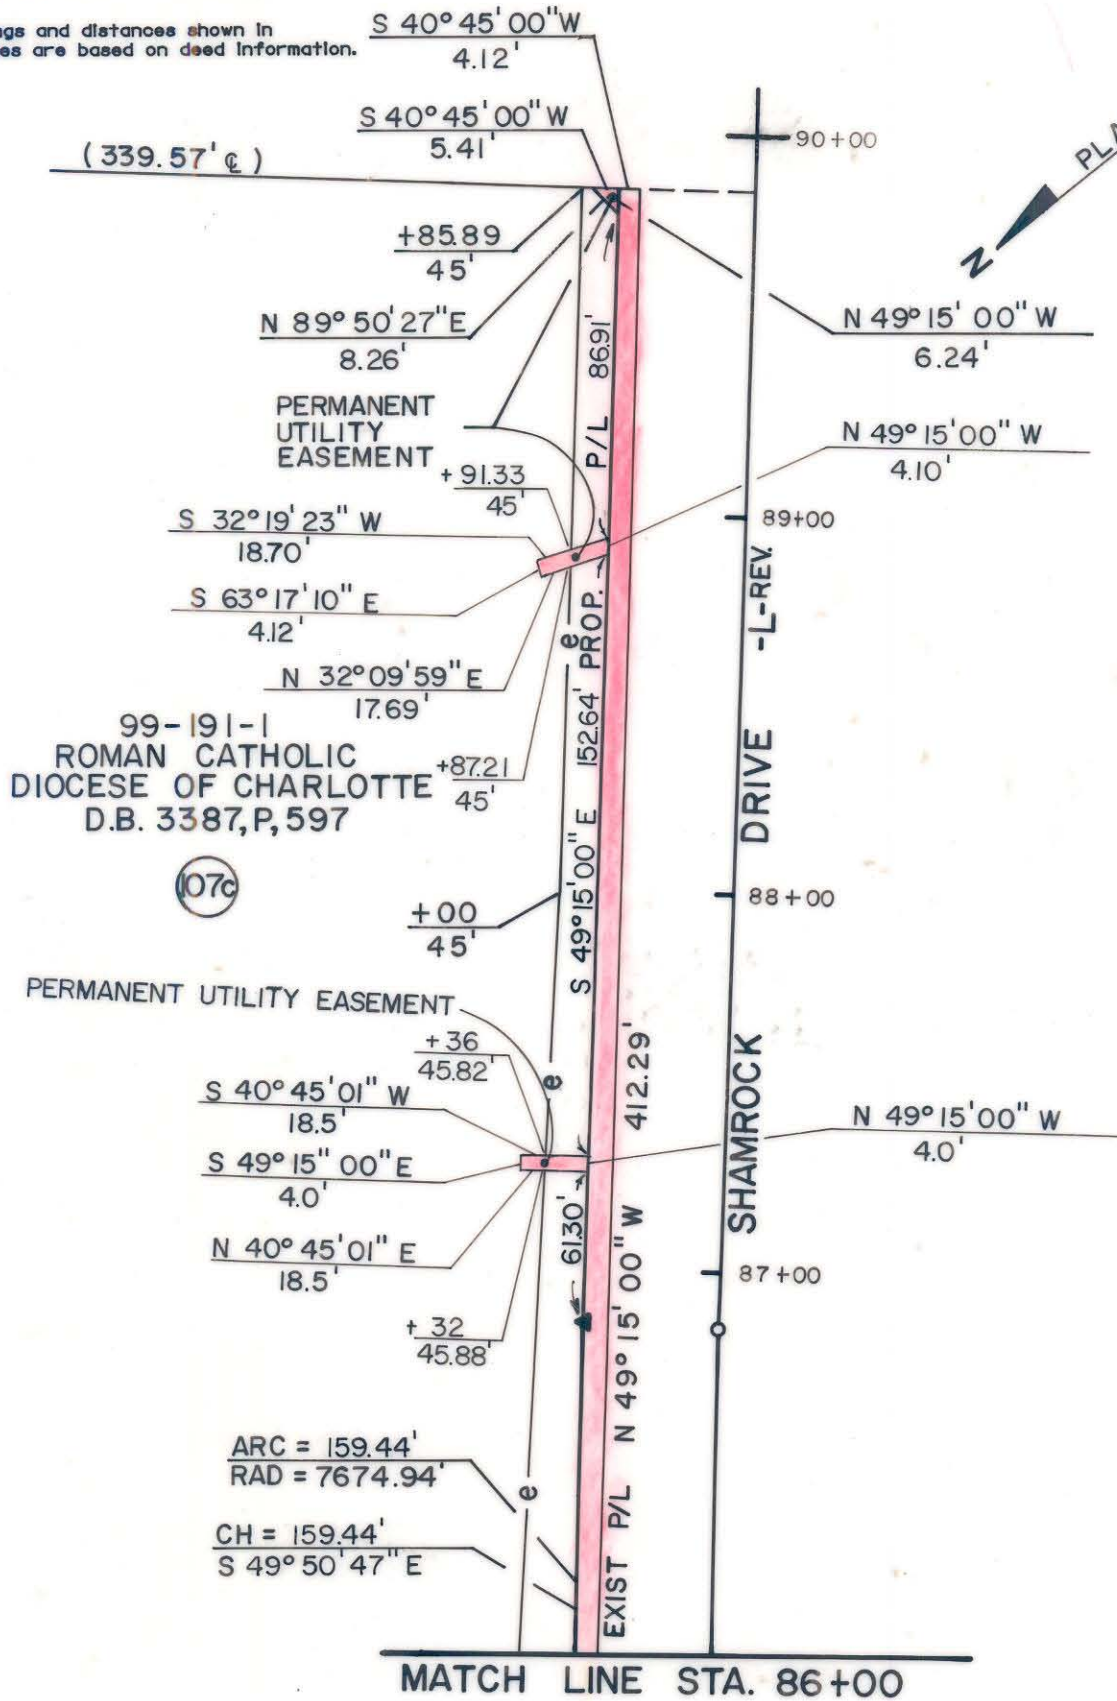 ngs and distances shown in
es are based on deed information.
S 40° 45' 00" W
4.12'
S 40° 45' 00" W
5.41'
(339.57' ℄)
90+00
PLA
N
+85.89
45'
N 89° 50' 27" E
8.26'
N 49° 15' 00" W
6.24'
PERMANENT
UTILITY
EASEMENT
P/L 86.91'
N 49° 15' 00" W
4.10'
+91.33
45'
S 32° 19' 23" W
18.70'
89+00
S 63° 17' 10" E
4.12'
-L-REV.
e
N 32° 09' 59" E
17.69'
99-191-1
ROMAN CATHOLIC
DIOCESE OF CHARLOTTE
D.B. 3387, P, 597
+87.21
45'
107c
S 49° 15' 00" E 152.64' PROP.
SHAMROCK DRIVE
88+00
+00
45'
PERMANENT UTILITY EASEMENT
+36
45.82'
e
412.29'
S 40° 45' 01" W
18.5'
N 49° 15' 00" W
4.0'
S 49° 15" 00" E
4.0'
N 40° 45' 01" E
18.5'
61.30'
87+00
+32
45.88'
EXIST P/L N 49° 15' 00" W
ARC = 159.44'
RAD = 7674.94'
e
CH = 159.44'
S 49° 50' 47" E
MATCH LINE STA. 86+00